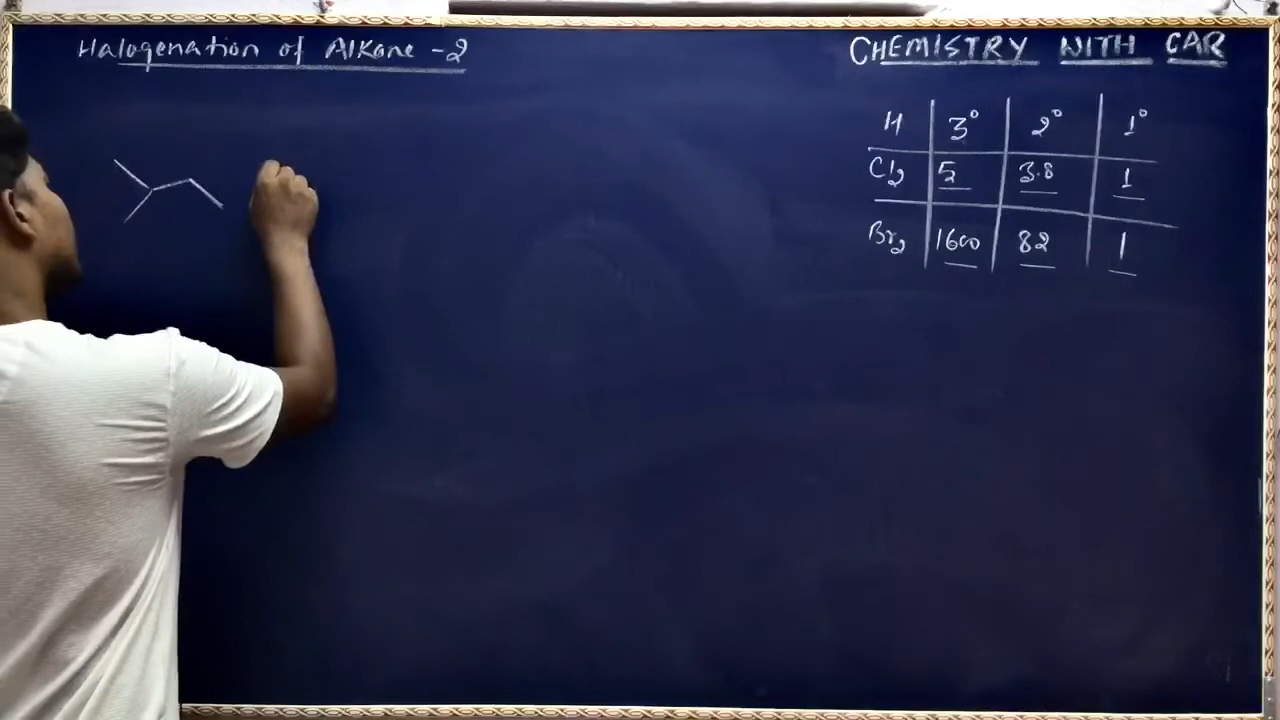 Halogenation of Alkane -2
CHEMISTRY WITH CAR
H 3° 2° 1°
Cl2 5 3.8 1
Br2 1600 82 1